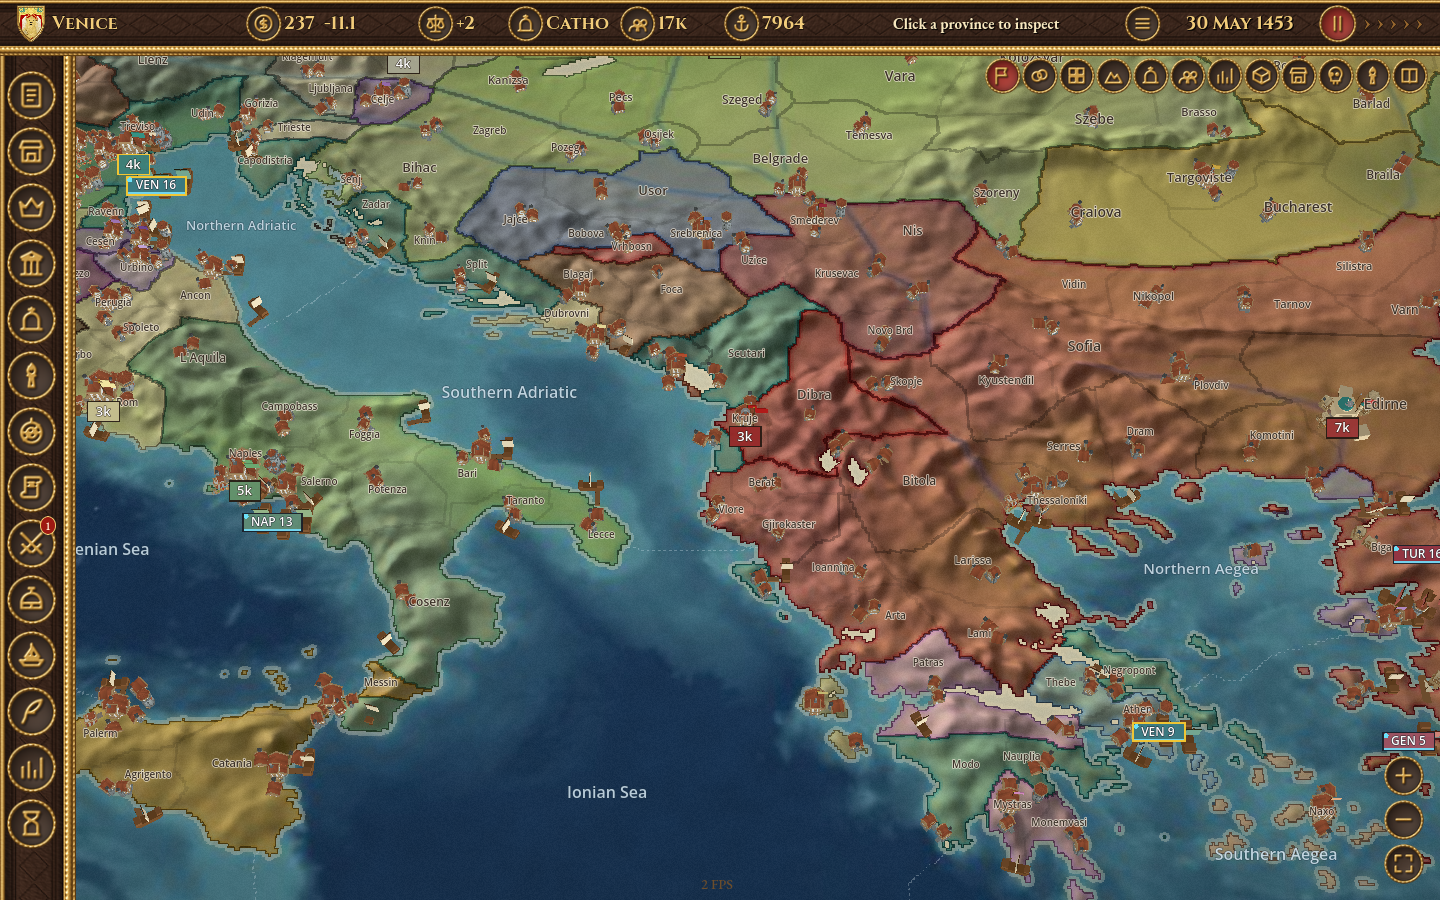 VENICE
237 -11.1
+2
CATHO
17K
7964
Click a province to inspect
30 MAY 1453
Lienz
4k
Kanizsa
Vara
Pecs
Szeged
Ljubljana
Celje
Gorizia
Udin
Trieste
Zagreb
Osijek
Pozeg
Temesva
Szebe
Brasso
Barlad
Treviso
4k
VEN 16
Capodistria
Bihac
Belgrade
Senj
Zadar
Usor
Szoreny
Targoviste
Braila
Ravenn
Northern Adriatic
Knin
Jajce
Bobova
Vrhbosn
Srebrenica
Smederev
Nis
Craiova
Bucharest
Cesen
Urbino
Split
Blagaj
Foca
Uzice
Krusevac
Vidin
Nikopol
Tarnov
Silistra
Varn
Perugia
Ancon
Spoleto
Dubrovni
Novo Brd
Sofia
L'Aquila
Scutari
Skopje
Kyustendil
Plovdiv
rbo
rom
3k
Campobass
Foggia
Southern Adriatic
Dibra
Kruje
3k
Edirne
7k
Naples
5k
NAP 13
Salerno
Potenza
Bari
Taranto
Lecce
Berat
Vlore
Gjirokaster
Bitola
Serres
Dram
Komotini
Thessaloniki
enian Sea
Ioannina
Larissa
Northern Aegea
Biga
TUR 16
Cosenz
Arta
Lami
Messin
Patras
Thebe
Negropont
Palerm
Athen
VEN 9
GEN 5
Agrigento
Catania
Ionian Sea
Modo
Nauplia
Mystras
Monemvasi
Naxo
Southern Aegea
2 FPS
1